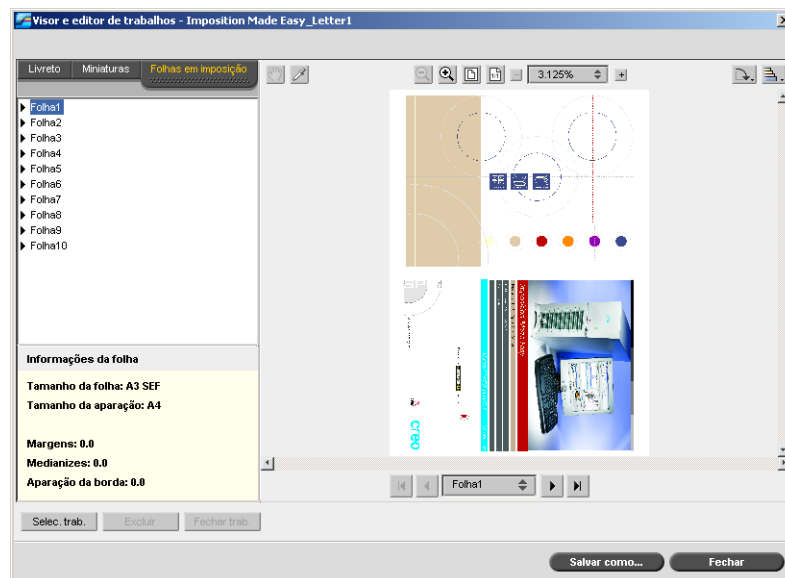 Visor e editor de trabalhos - Imposition Made Easy_Letter1
Livreto Miniaturas Folhas em imposição
3.125%
Folha1
Folha2
Folha3
Folha4
Folha5
Folha6
Folha7
Folha8
Folha9
Folha10
Imposition Made Easy
creo
Informações da folha
Tamanho da folha: A3 SEF
Tamanho da aparação: A4
Margens: 0.0
Medianizes: 0.0
Aparação da borda: 0.0
Folha1
Selec. trab. Excluir Fechar trab.
Salvar como... Fechar